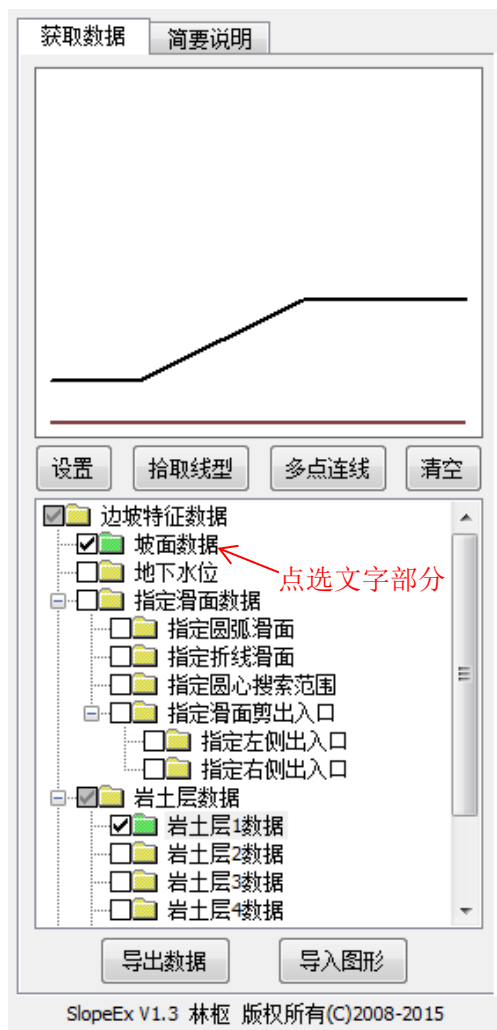 获取数据 简要说明
设置 拾取线型 多点连线 清空
边坡特征数据
坡面数据
点选文字部分
地下水位
指定滑面数据
指定圆弧滑面
指定折线滑面
指定圆心搜索范围
指定滑面剪出入口
指定左侧出入口
指定右侧出入口
岩土层数据
岩土层1数据
岩土层2数据
岩土层3数据
岩土层4数据
导出数据 导入图形
SlopeEx V1.3 林枢 版权所有(C)2008-2015